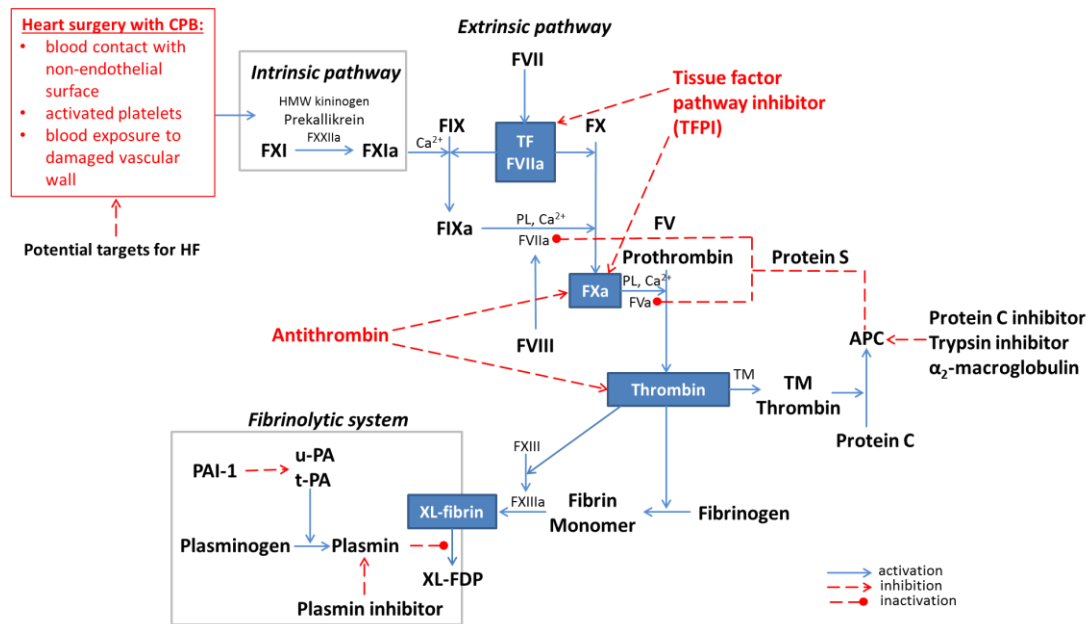 Heart surgery with CPB:
• blood contact with
non-endothelial
surface
• activated platelets
• blood exposure to
damaged vascular
wall
Potential targets for HF
Intrinsic pathway
HMW kininogen
Prekallikrein
FXXIIa
FXI
FXIa
Ca2+
Extrinsic pathway
FVII
FIX
TF
FVIIa
FX
Tissue factor
pathway inhibitor
(TFPI)
FIXa
PL, Ca2+
FVIIa
FV
Prothrombin
Protein S
FXa
PL, Ca2+
FVa
Antithrombin
FVIII
APC
Protein C inhibitor
Trypsin inhibitor
α2-macroglobulin
Thrombin
TM
TM
Thrombin
Protein C
Fibrinolytic system
PAI-1
u-PA
t-PA
FXIII
FXIIIa
XL-fibrin
Fibrin
Monomer
Fibrinogen
Plasminogen
Plasmin
XL-FDP
Plasmin inhibitor
activation
inhibition
inactivation